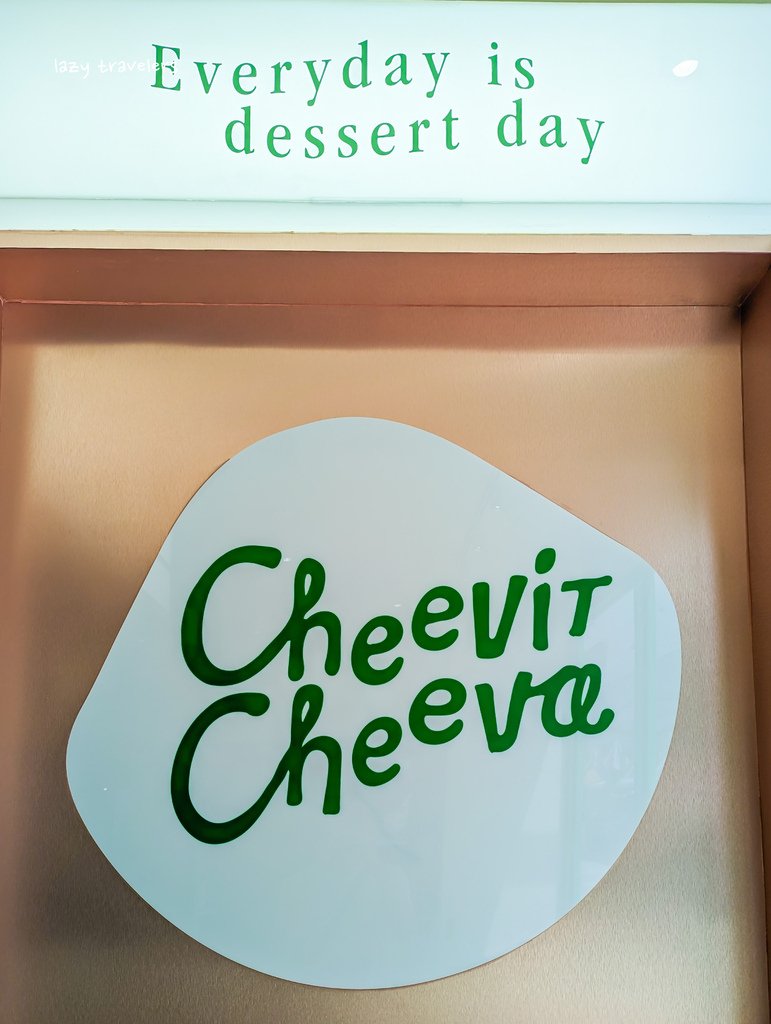 lazy traveler
Everyday is
dessert day
Cheevit
Cheeva